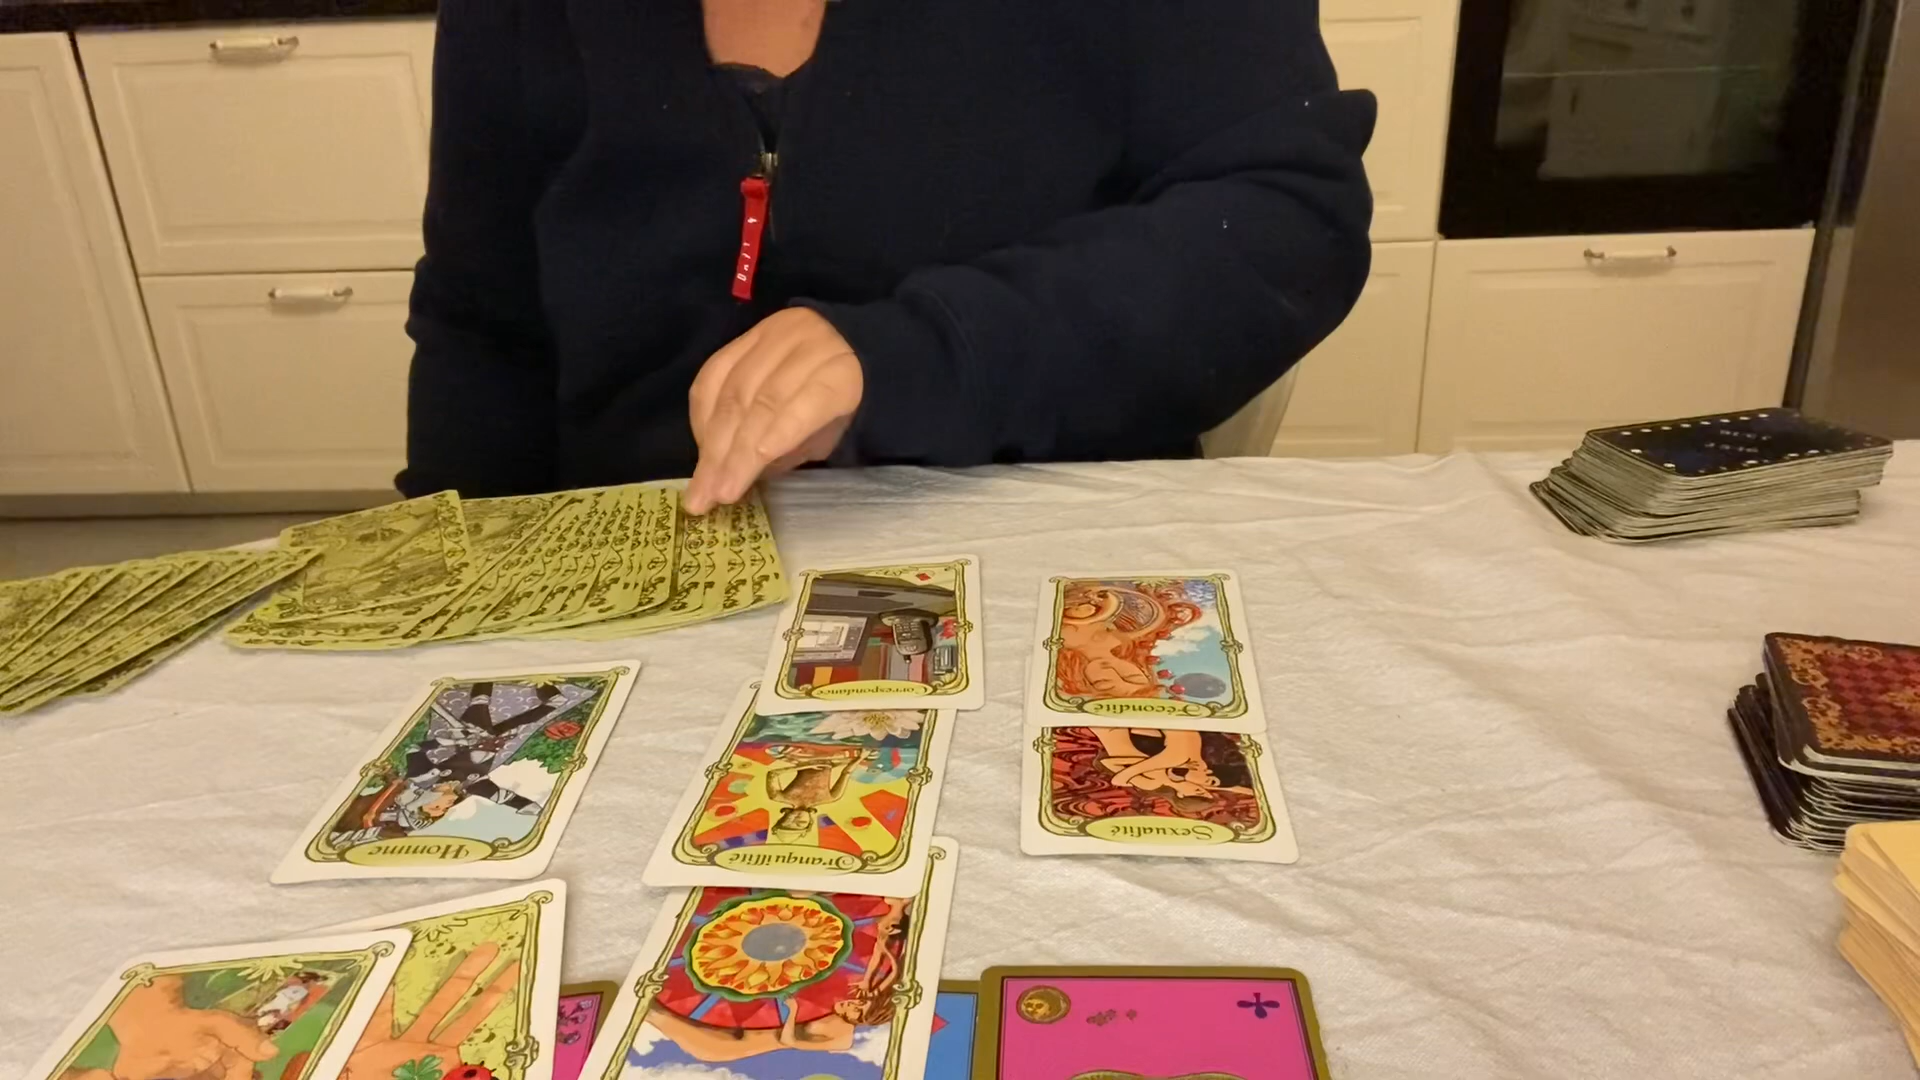 Correspondance
Fécondité
Homme
Tranquillité
Sexualité